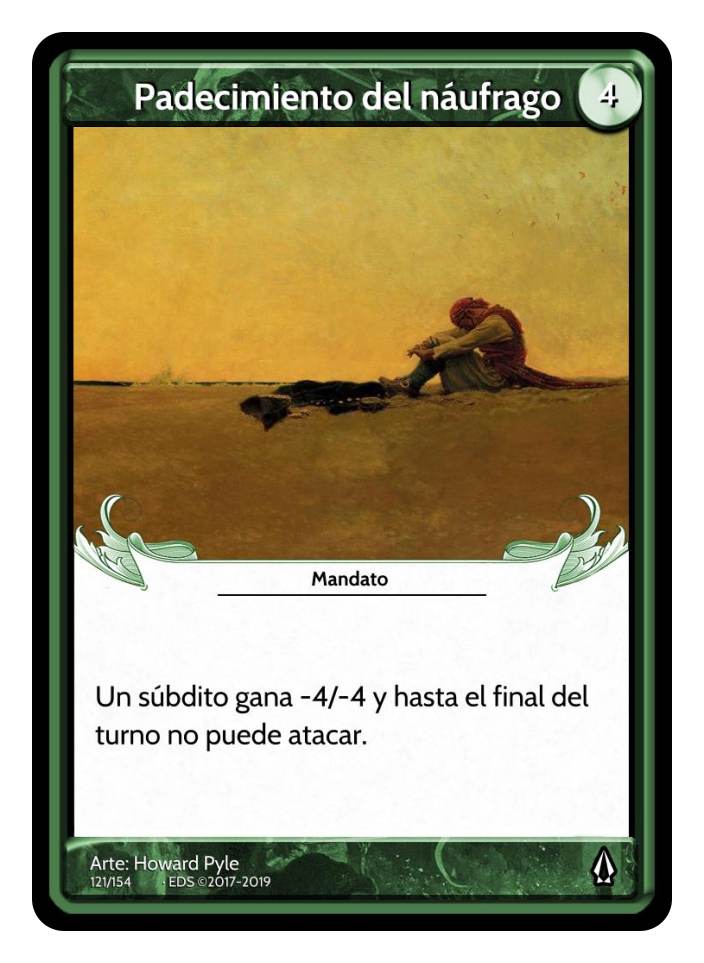 Padecimiento del náufrago
4
Mandato
Un súbdito gana -4/-4 y hasta el final del
turno no puede atacar.
Arte: Howard Pyle
121/154 · EDS ©2017-2019